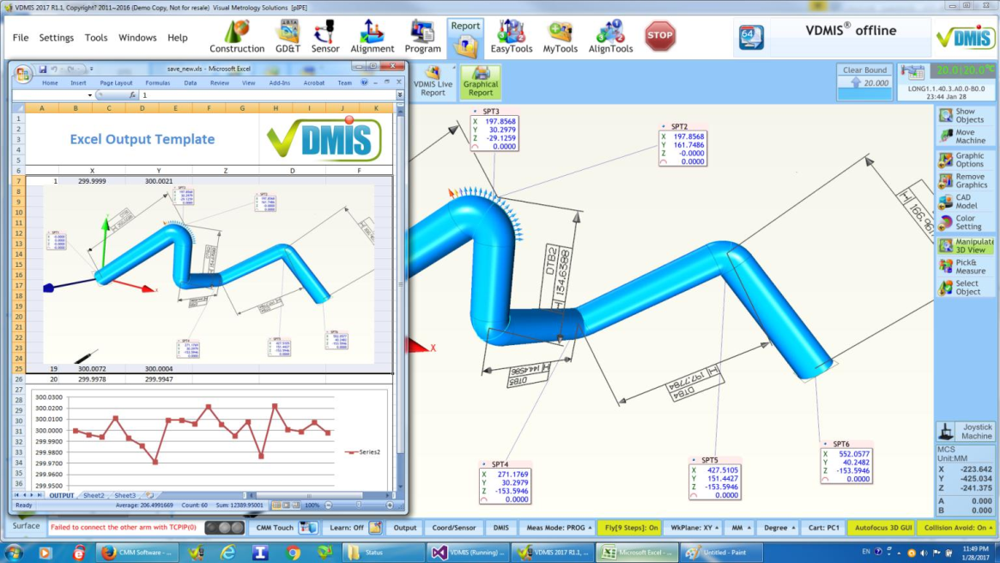 VDMIS 2017 R1.1, Copyright? 2011~2016 (Demo Copy, Not for resale) Visual Metrology Solutions [pIPE]
File Settings Tools Windows Help
Construction GD&T Sensor Alignment Program Report EasyTools MyTools AlignTools
STOP
64
VDMIS® offline
VDMIS
save_new.xls - Microsoft Excel
Home Insert Page Layout Formulas Data Review View Add-Ins Acrobat Team
fx 1
A B C D E F G H I J K
Excel Output Template
VDMIS
X Y Z D F
1 299.9999 300.0021
19 300.0072 300.0004
20 299.9978 299.9947
300.0300
300.0200
300.0100
300.0000
299.9900
299.9800
299.9700
299.9600
299.9500
Series2
OUTPUT Sheet2 Sheet3
Ready Average: 206.4991669 Count: 60 Sum: 12389.95001 100%
VDMIS Live Report
Graphical Report
Clear Bound
20.000
20.0|20.0°C
LONG1.1.40.3.A0.0-B0.0
23:44 Jan 28
SPT3
X 197.8568
Y 30.2979
Z -29.1259
0.0000
SPT2
X 197.8568
Y 161.7486
Z -0.0000
0.0000
DTB2
134.6388
DTB5
144.4586
DTB4
197.7784
X
SPT4
X 271.1769
Y 30.2979
Z -153.5946
0.0000
SPT5
X 427.5105
Y 151.4427
Z -153.5946
0.0000
SPT6
X 552.0577
Y 40.2482
Z -153.5946
0.0000
Show Objects
Move Machine
Graphic Options
Remove Graphics
CAD Model
Color Setting
Manipulati 3D View
Pick& Measure
Select Object
Joystick Machine
MCS
Unit:MM
X -223.642
Y -425.034
Z -241.375
A 0.000
B 0.000
Surface Failed to connect the other arm with TCPIP(0) CMM Touch Learn: Off Output Coord/Sensor DMIS Meas Mode: PROG Fly[9 Steps]: On WkPlane: XY MM Degree Cart: PC1 Autofocus 3D GUI Collision Avoid: On
CMM Software - ... Status VDMIS (Running) ... VDMIS 2017 R1.1, ... Microsoft Excel - ... Untitled - Paint
EN
11:49 PM
1/28/2017